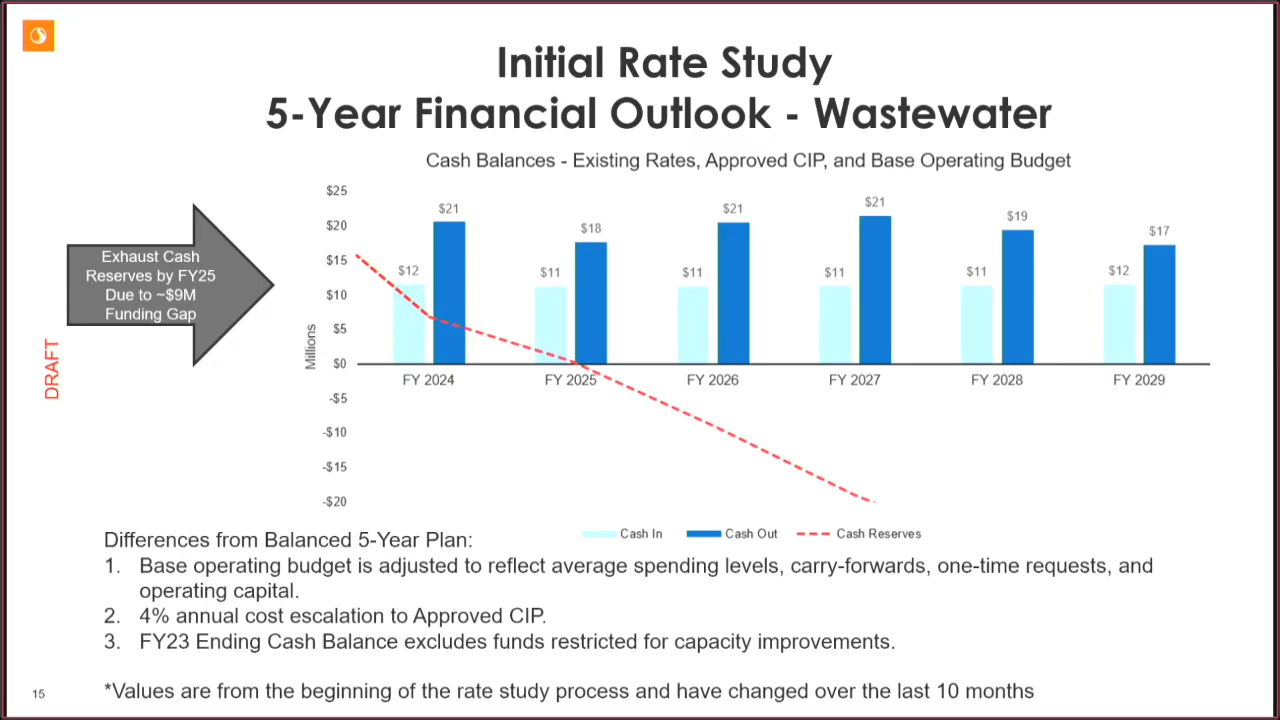 Initial Rate Study
5-Year Financial Outlook - Wastewater
Cash Balances - Existing Rates, Approved CIP, and Base Operating Budget
Exhaust Cash
Reserves by FY25
Due to ~$9M
Funding Gap
DRAFT
Millions
$25
$20
$15
$10
$5
$0
-$5
-$10
-$15
-$20
$12
$21
$11
$18
$11
$21
$11
$21
$11
$19
$12
$17
FY 2024
FY 2025
FY 2026
FY 2027
FY 2028
FY 2029
Cash In
Cash Out
Cash Reserves
Differences from Balanced 5-Year Plan:
1. Base operating budget is adjusted to reflect average spending levels, carry-forwards, one-time requests, and
operating capital.
2. 4% annual cost escalation to Approved CIP.
3. FY23 Ending Cash Balance excludes funds restricted for capacity improvements.
*Values are from the beginning of the rate study process and have changed over the last 10 months
15